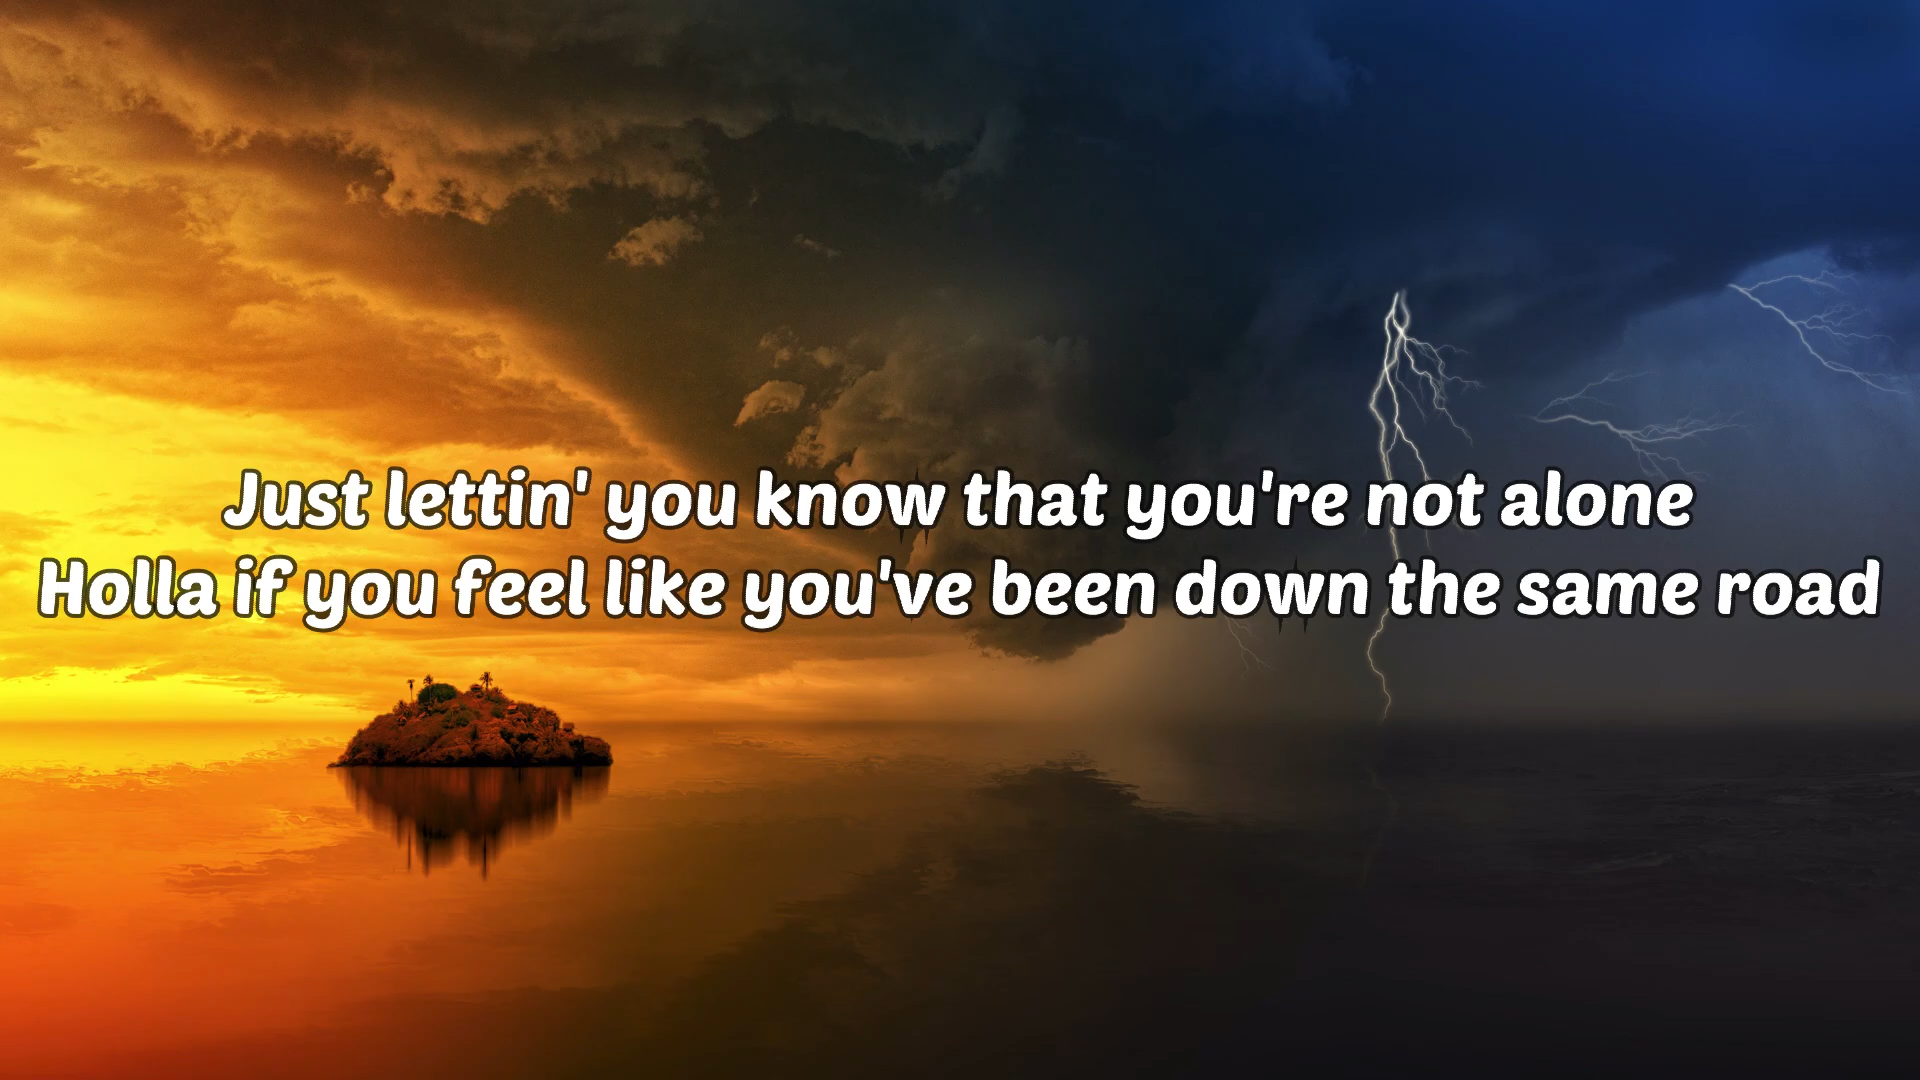 Just lettin' you know that you're not alone
Holla if you feel like you've been down the same road